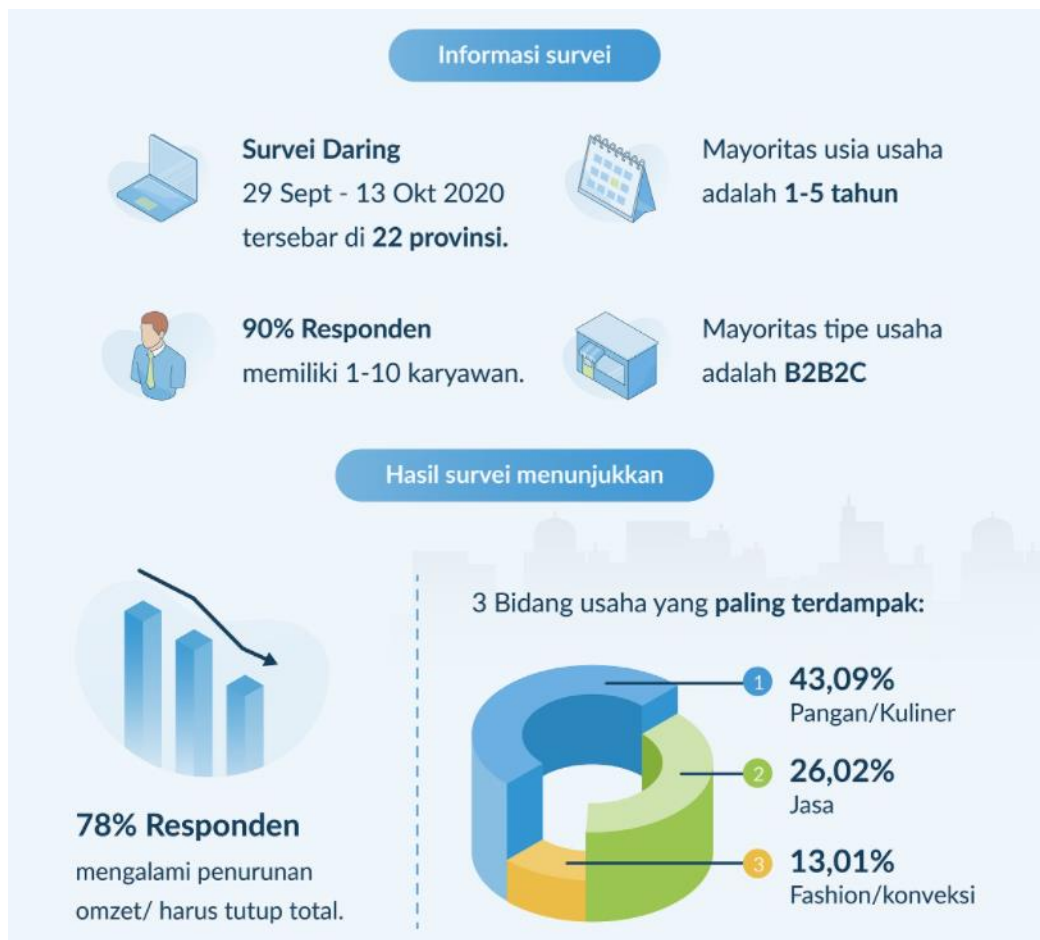 Informasi survei
Survei Daring
29 Sept - 13 Okt 2020
tersebar di 22 provinsi.
Mayoritas usia usaha
adalah 1-5 tahun
90% Responden
memiliki 1-10 karyawan.
Mayoritas tipe usaha
adalah B2B2C
Hasil survei menunjukkan
78% Responden
mengalami penurunan
omzet/ harus tutup total.
3 Bidang usaha yang paling terdampak:
1 43,09%
Pangan/Kuliner
2 26,02%
Jasa
3 13,01%
Fashion/konveksi